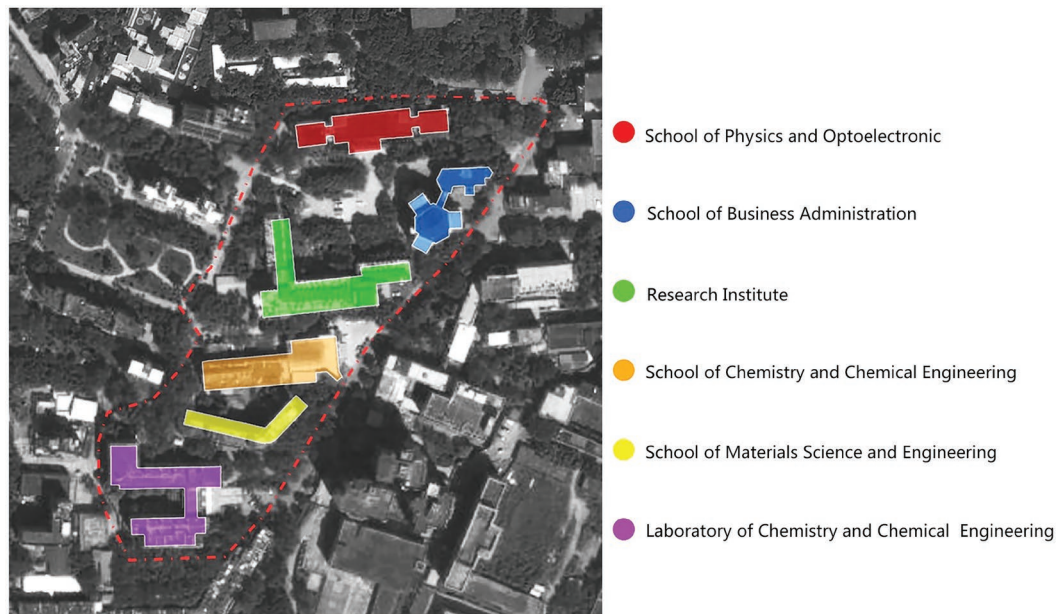 School of Physics and Optoelectronic
School of Business Administration
Research Institute
School of Chemistry and Chemical Engineering
School of Materials Science and Engineering
Laboratory of Chemistry and Chemical  Engineering